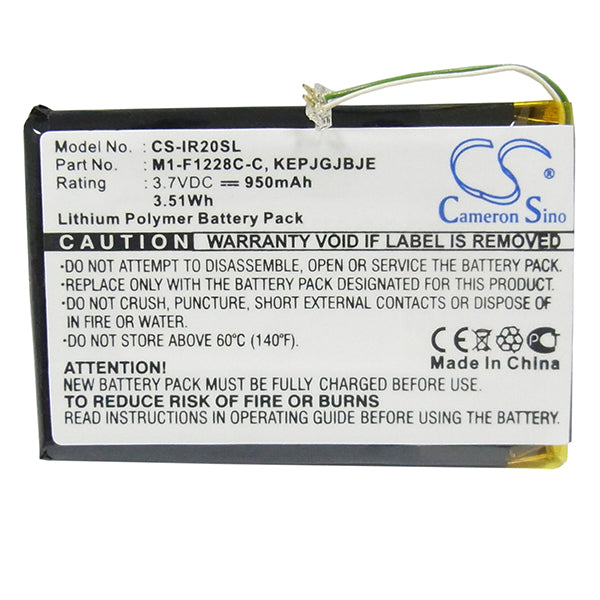 Model No. : CS-IR20SL
Part No. : M1-F1228C-C, KEPJGJBJE
Rating : 3.7VDC ⎓ 950mAh
3.51Wh
Lithium Polymer Battery Pack
CS
®
Cameron Sino
CAUTION WARRANTY VOID IF LABEL IS REMOVED
•DO NOT ATTEMPT TO DISASSEMBLE, OPEN OR SERVICE THE BATTERY PACK.
•REPLACE ONLY WITH THE BATTERY PACK DESIGNATED FOR THIS PRODUCT
•DO NOT CRUSH, PUNCTURE, SHORT EXTERNAL CONTACTS OR DISPOSE OF
IN FIRE OR WATER.
•DO NOT STORE ABOVE 60°C (140°F).
CE
Made In China
ATTENTION!
•NEW BATTERY PACK MUST BE FULLY CHARGED BEFORE USE.
•TO REDUCE RISKS OF FIRE OR BURNS
READ INSTRUCTIONS, OPERATING GUIDE BEFORE USING THIS BATTERY.